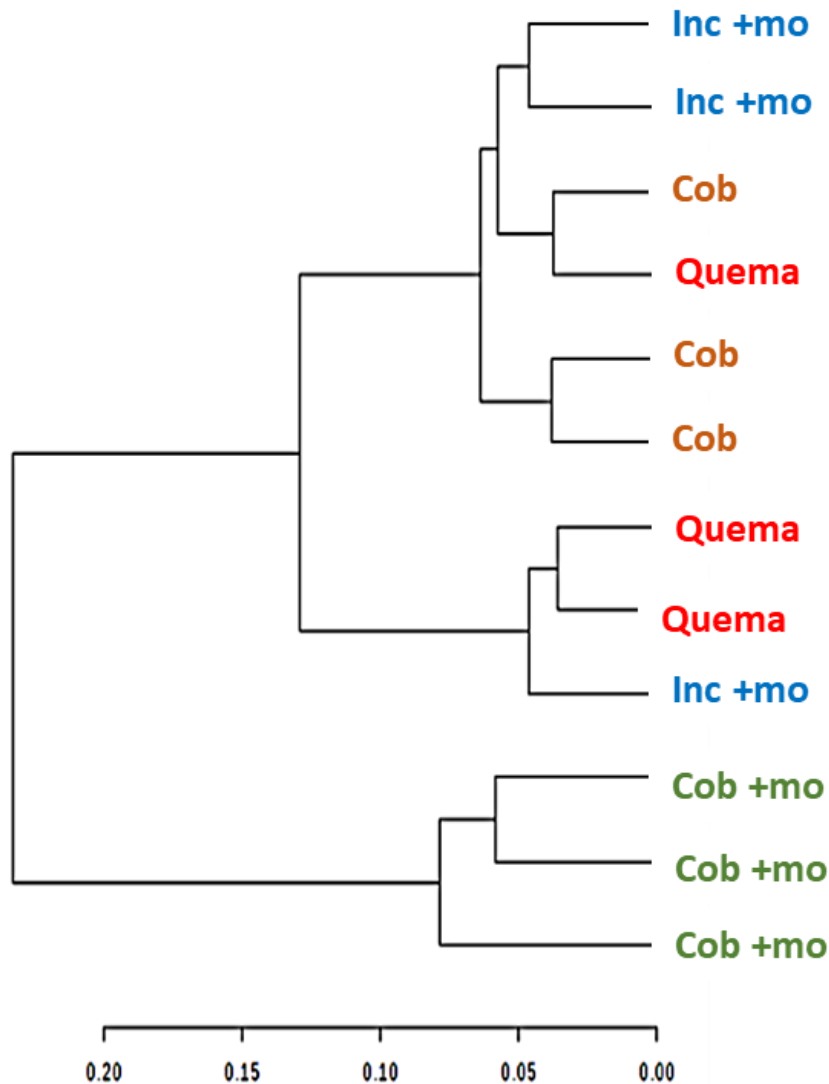 Inc +mo
Inc +mo
Cob
Quema
Cob
Cob
Quema
Quema
Inc +mo
Cob +mo
Cob +mo
Cob +mo
0.20 0.15 0.10 0.05 0.00